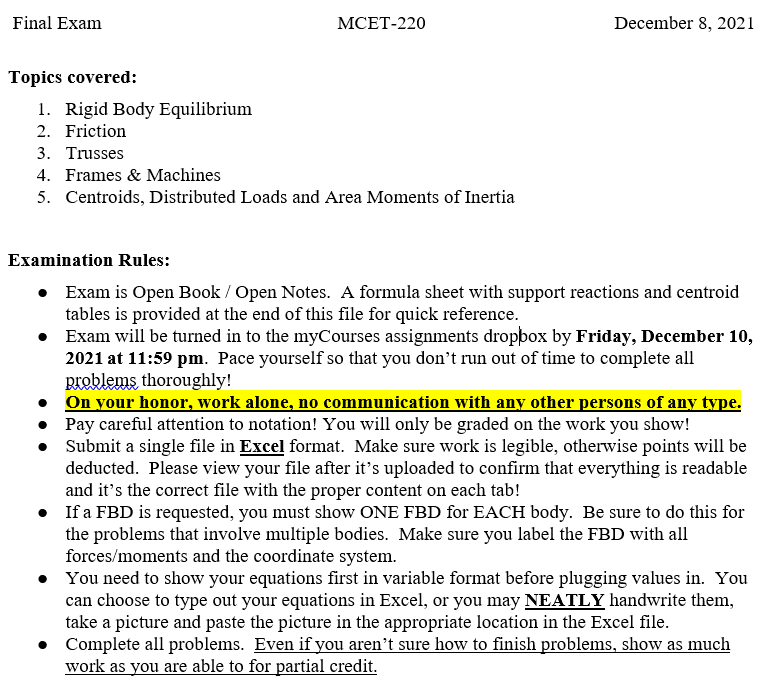 Final Exam MCET-220 December 8, 2021
Topics covered:
1. Rigid Body Equilibrium
2. Friction
3. Trusses
4. Frames & Machines
5. Centroids, Distributed Loads and Area Moments of Inertia
Examination Rules:
● Exam is Open Book / Open Notes. A formula sheet with support reactions and centroid
tables is provided at the end of this file for quick reference.
● Exam will be turned in to the myCourses assignments dropbox by Friday, December 10,
2021 at 11:59 pm. Pace yourself so that you don’t run out of time to complete all
problems thoroughly!
● On your honor, work alone, no communication with any other persons of any type.
● Pay careful attention to notation! You will only be graded on the work you show!
● Submit a single file in Excel format. Make sure work is legible, otherwise points will be
deducted. Please view your file after it’s uploaded to confirm that everything is readable
and it’s the correct file with the proper content on each tab!
● If a FBD is requested, you must show ONE FBD for EACH body. Be sure to do this for
the problems that involve multiple bodies. Make sure you label the FBD with all
forces/moments and the coordinate system.
● You need to show your equations first in variable format before plugging values in. You
can choose to type out your equations in Excel, or you may NEATLY handwrite them,
take a picture and paste the picture in the appropriate location in the Excel file.
● Complete all problems. Even if you aren’t sure how to finish problems, show as much
work as you are able to for partial credit.